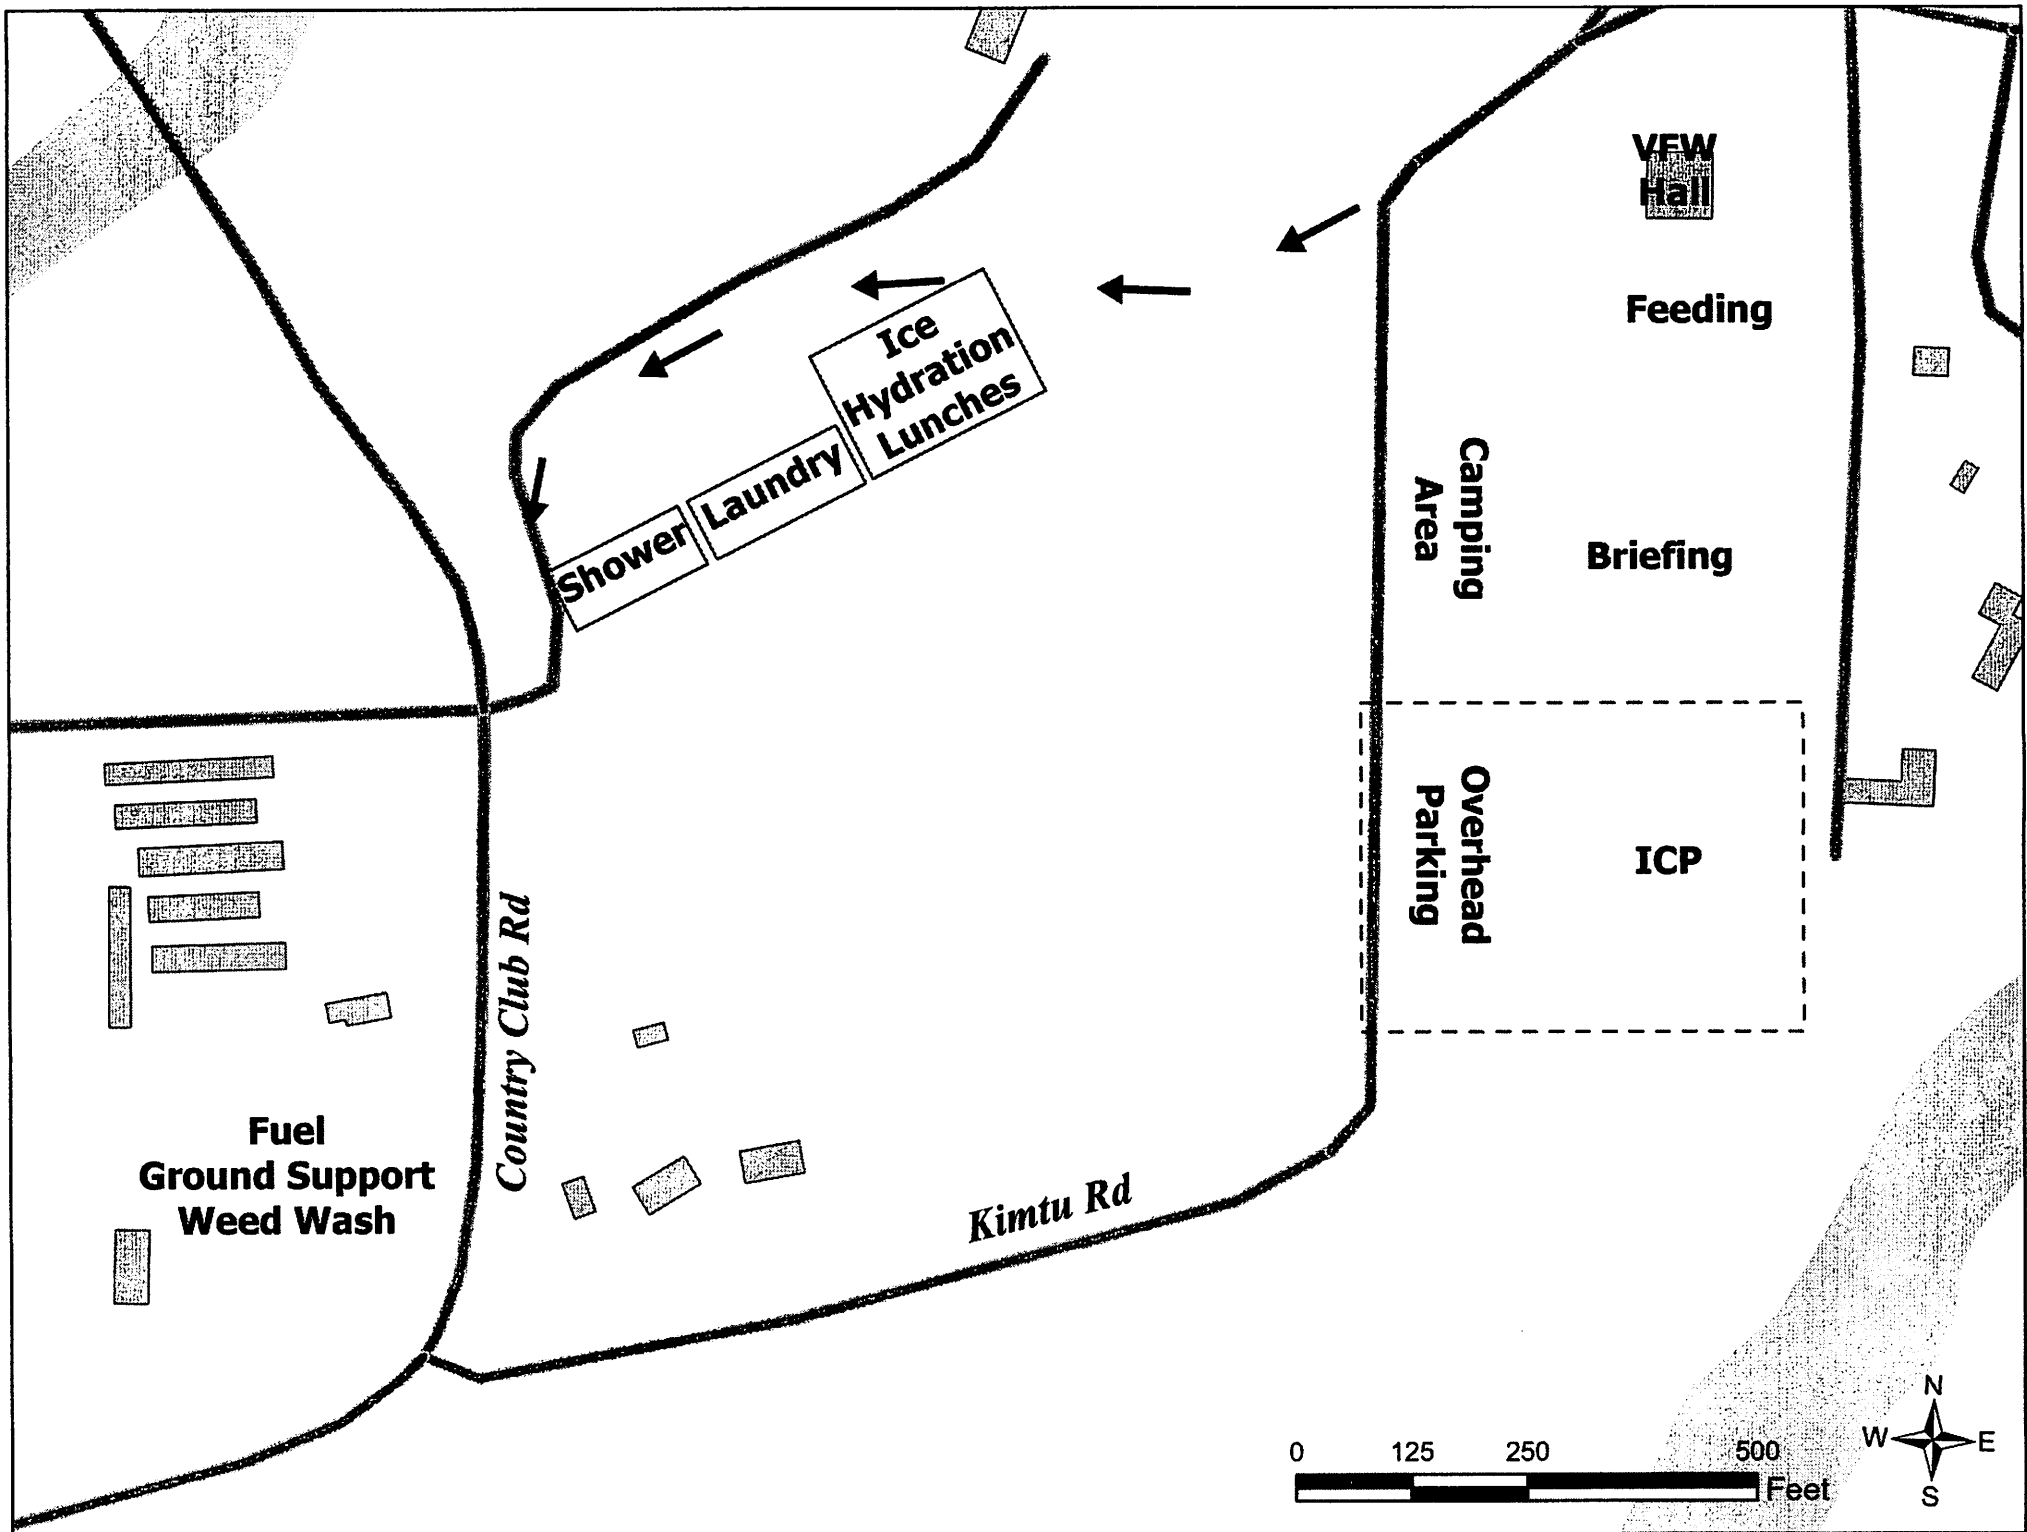 VFW
Hall
Feeding
Ice
Hydration
Lunches
Laundry
Shower
Camping
Area
Briefing
Overhead
Parking
ICP
Country Club Rd
Fuel
Ground Support
Weed Wash
Kimtu Rd
0 125 250 500
Feet
N
W E
S